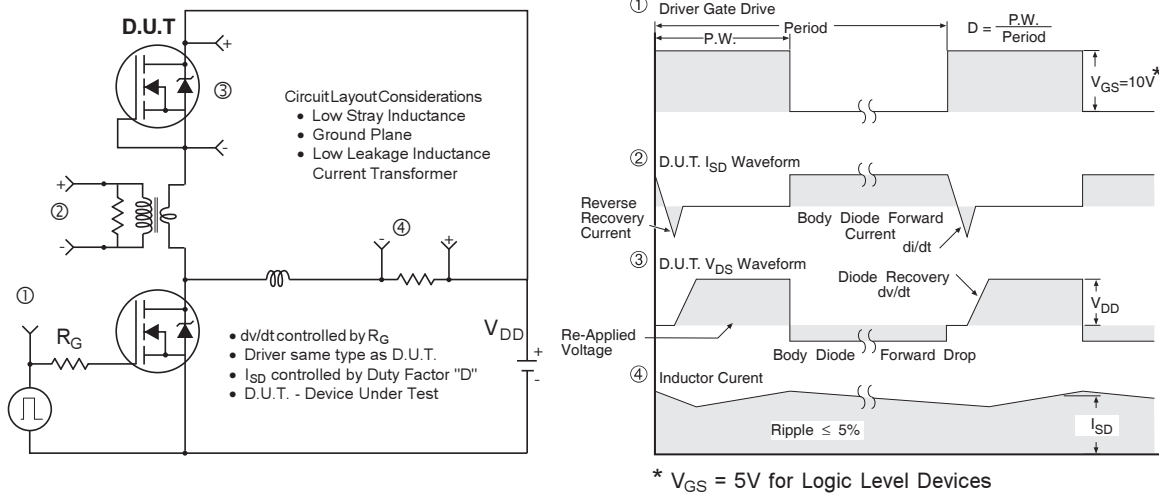 D.U.T
+
③
-
Circuit Layout Considerations
• Low Stray Inductance
• Ground Plane
• Low Leakage Inductance
Current Transformer
+
②
-
④
-
+
①
R_G
• dv/dt controlled by R_G
• Driver same type as D.U.T.
• I_SD controlled by Duty Factor "D"
• D.U.T. - Device Under Test
V_DD
+
-
① Driver Gate Drive
P.W.
Period
D = P.W. / Period
V_GS=10V*
② D.U.T. I_SD Waveform
Reverse
Recovery
Current
Body Diode Forward
Current
di/dt
③ D.U.T. V_DS Waveform
Diode Recovery
dv/dt
V_DD
Re-Applied
Voltage
Body Diode
Forward Drop
④ Inductor Curent
Ripple ≤ 5%
I_SD
* V_GS = 5V for Logic Level Devices